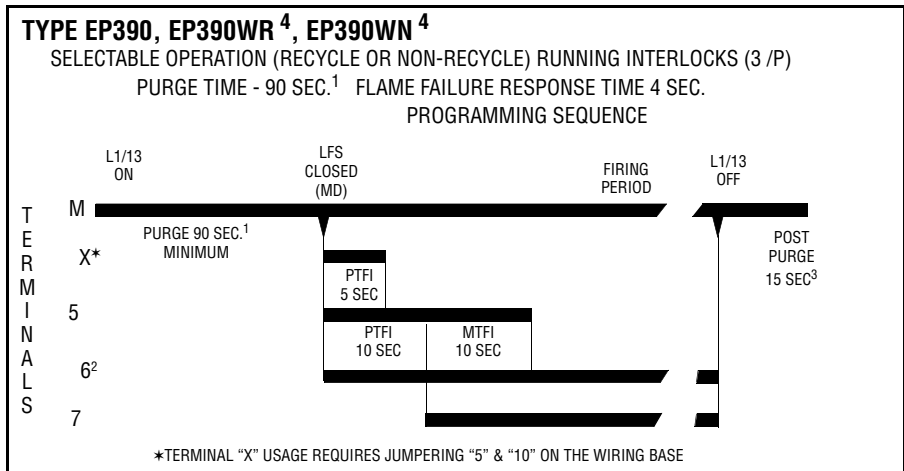 TYPE EP390, EP390WR 4, EP390WN 4
SELECTABLE OPERATION (RECYCLE OR NON-RECYCLE) RUNNING INTERLOCKS (3 /P)
PURGE TIME - 90 SEC.1 FLAME FAILURE RESPONSE TIME 4 SEC.
PROGRAMMING SEQUENCE
L1/13
ON
LFS
CLOSED
(MD)
FIRING
PERIOD
L1/13
OFF
TERMINALS
M
PURGE 90 SEC.1
MINIMUM
POST
PURGE
15 SEC3
X*
PTFI
5 SEC
5
PTFI
10 SEC
MTFI
10 SEC
62
7
*TERMINAL “X” USAGE REQUIRES JUMPERING “5” & “10” ON THE WIRING BASE